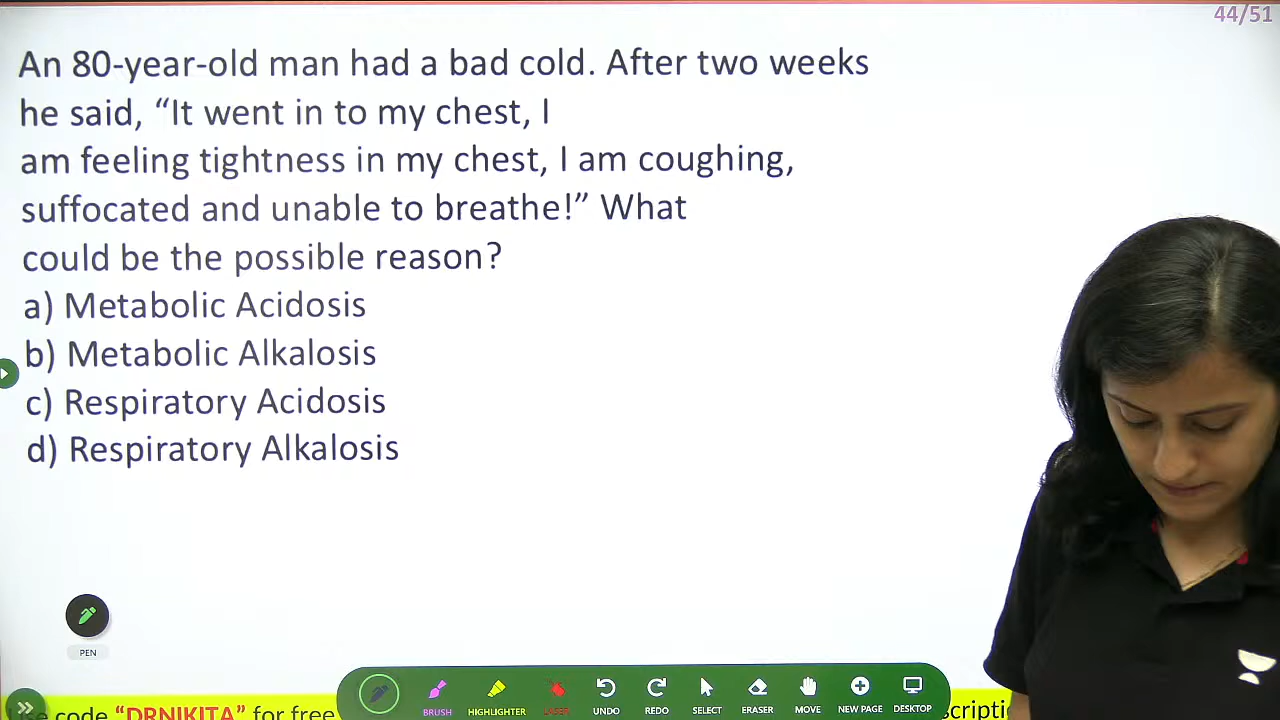 44/51
An 80-year-old man had a bad cold. After two weeks
he said, “It went in to my chest, I
am feeling tightness in my chest, I am coughing,
suffocated and unable to breathe!” What
could be the possible reason?
a) Metabolic Acidosis
b) Metabolic Alkalosis
c) Respiratory Acidosis
d) Respiratory Alkalosis
PEN
BRUSH HIGHLIGHTER LASER UNDO REDO SELECT ERASER MOVE NEW PAGE DESKTOP
code “DRNIKITA” for free